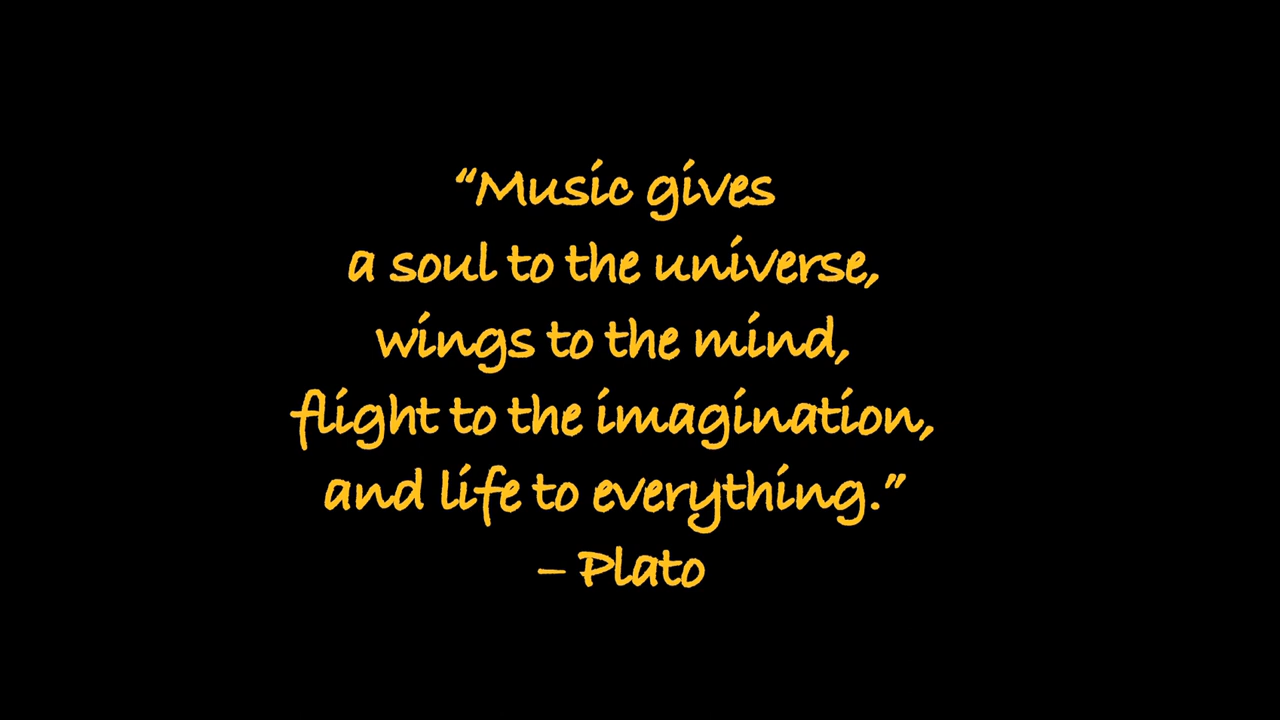 “Music gives
a soul to the universe,
wings to the mind,
flight to the imagination,
and life to everything.”
– Plato